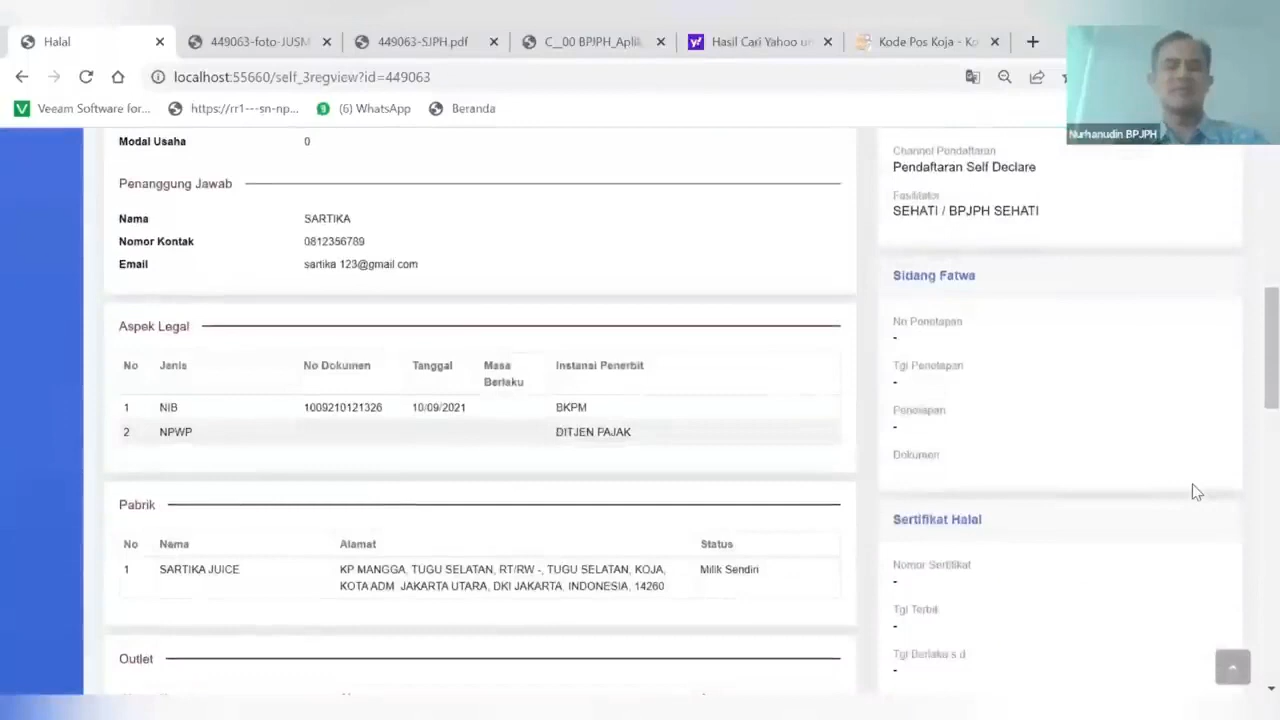 Halal
449063-foto-JUSM
449063-SJPH.pdf
C__00 BPJPH_Aplik
Hasil Cari Yahoo un
Kode Pos Koja - Ko
localhost:55660/self_3regview?id=449063
Veeam Software for...
https://rr1---sn-np...
(6) WhatsApp
Beranda
Nurhanudin BPJPH
Modal Usaha 0
Penanggung Jawab
Nama SARTIKA
Nomor Kontak 0812356789
Email sartika 123@gmail com
Aspek Legal
No Jenis No Dokumen Tanggal Masa Berlaku Instansi Penerbit
1 NIB 1009210121326 10/09/2021 BKPM
2 NPWP DITJEN PAJAK
Pabrik
No Nama Alamat Status
1 SARTIKA JUICE KP MANGGA, TUGU SELATAN, RT/RW -, TUGU SELATAN, KOJA, Milik Sendiri
KOTA ADM JAKARTA UTARA, DKI JAKARTA, INDONESIA, 14260
Outlet
Channel Pendaftaran
Pendaftaran Self Declare
Fasilitator
SEHATI / BPJPH SEHATI
Sidang Fatwa
No Penetapan
-
Tgl Penetapan
-
Penetapan
-
Dokumen
Sertifikat Halal
Nomor Sertifikat
-
Tgl Terbit
-
Tgl Berlaku s d
-